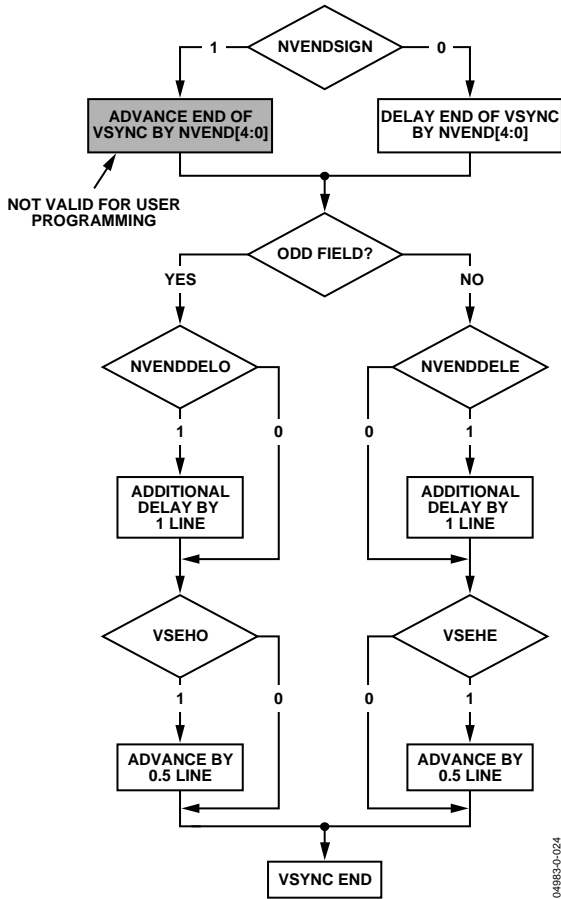 NVENDSIGN
1
0
ADVANCE END OF
VSYNC BY NVEND[4:0]
DELAY END OF VSYNC
BY NVEND[4:0]
NOT VALID FOR USER
PROGRAMMING
ODD FIELD?
YES
NO
NVENDDELO
NVENDDELE
1
0
0
1
ADDITIONAL
DELAY BY
1 LINE
ADDITIONAL
DELAY BY
1 LINE
VSEHO
VSEHE
1
0
0
1
ADVANCE BY
0.5 LINE
ADVANCE BY
0.5 LINE
VSYNC END
04983-0-024